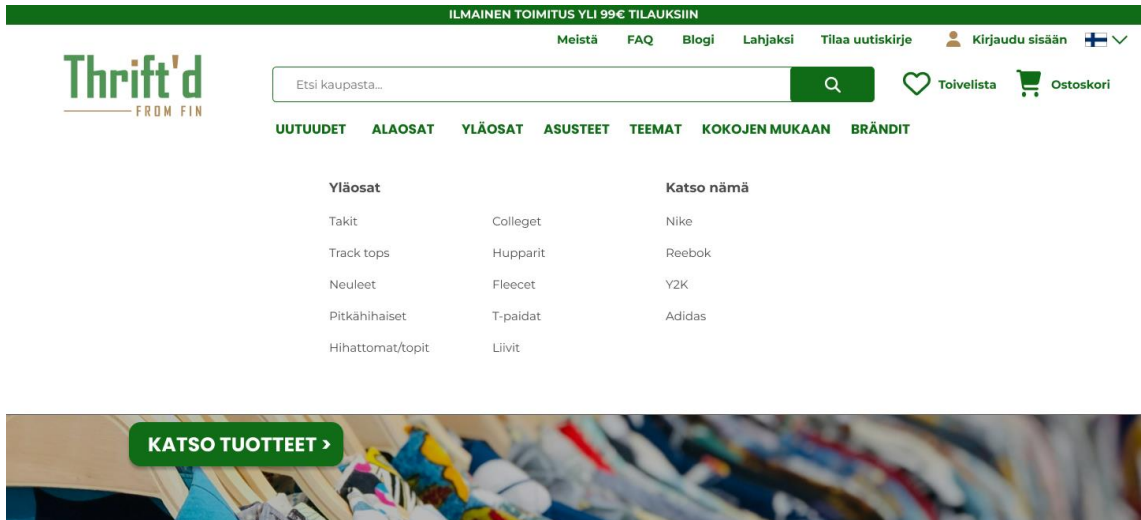 ILMAINEN TOIMITUS YLI 99€ TILAUKSIIN
Meistä FAQ Blogi Lahjaksi Tilaa uutiskirje Kirjaudu sisään
Thrift'd
FROM FIN
Etsi kaupasta...
Toivelista Ostoskori
UUTUUDET ALAOSAT YLÄOSAT ASUSTEET TEEMAT KOKOJEN MUKAAN BRÄNDIT
Yläosat Katso nämä
Takit Colleget Nike
Track tops Hupparit Reebok
Neuleet Fleecet Y2K
Pitkähihaiset T-paidat Adidas
Hihattomat/topit Liivit
KATSO TUOTTEET >